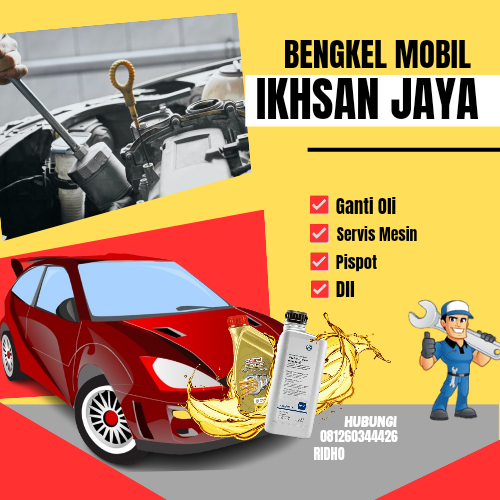 BENGKEL MOBIL
IKHSAN JAYA
Ganti Oli
Servis Mesin
Pispot
Dll
HUBUNGI
081260344426
RIDHO